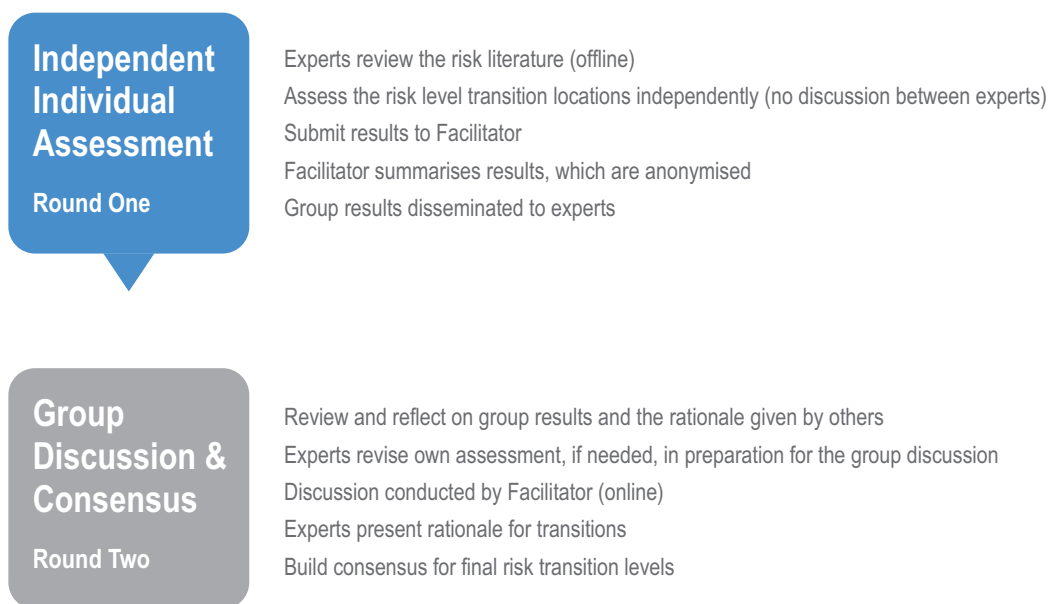 Independent
Individual
Assessment
Round One
Experts review the risk literature (offline)
Assess the risk level transition locations independently (no discussion between experts)
Submit results to Facilitator
Facilitator summarises results, which are anonymised
Group results disseminated to experts
Group
Discussion &
Consensus
Round Two
Review and reflect on group results and the rationale given by others
Experts revise own assessment, if needed, in preparation for the group discussion
Discussion conducted by Facilitator (online)
Experts present rationale for transitions
Build consensus for final risk transition levels